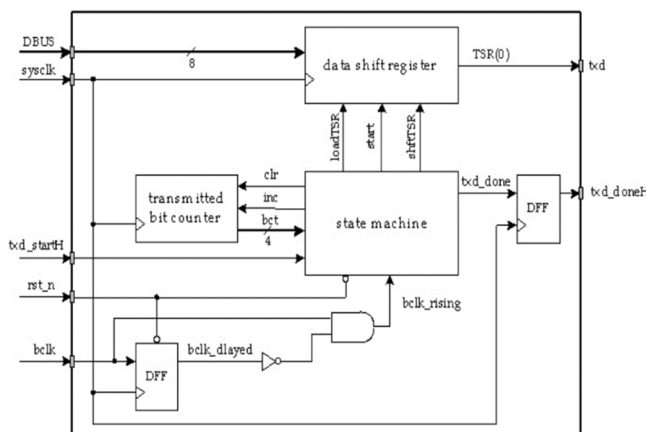 DBUS
8
data shift register
TSR(0)
txd
sysclk
loadTSR
start
shftTSR
clr
inc
bct
4
transmitted
bit counter
state machine
txd_done
DFF
txd_doneH
txd_startH
rst_n
bclk_rising
bclk
bclk_dlayed
DFF